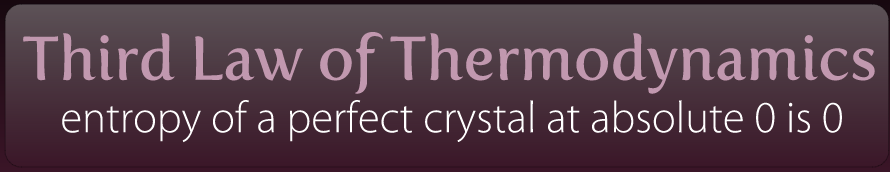 Third Law of Thermodynamics
entropy of a perfect crystal at absolute 0 is 0